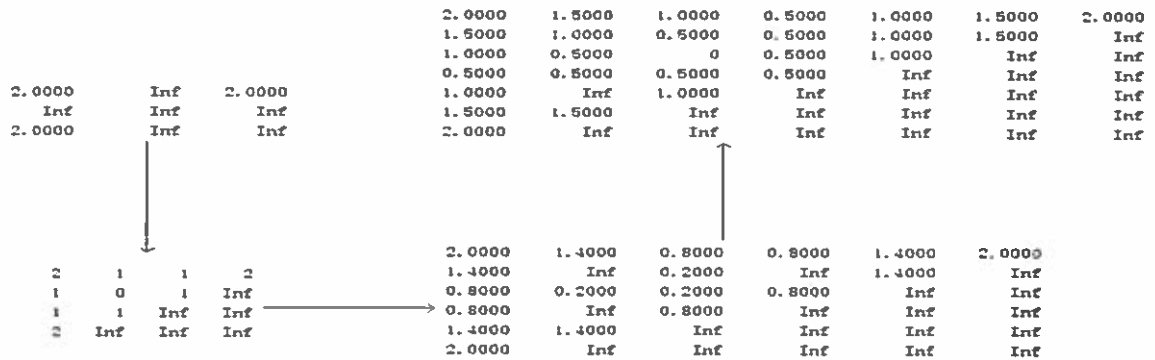 2.0000 1.5000 1.0000 0.5000 1.0000 1.5000 2.0000
1.5000 1.0000 0.5000 0.5000 1.0000 1.5000 Inf
1.0000 0.5000 0 0.5000 1.0000 Inf Inf
0.5000 0.5000 0.5000 0.5000 Inf Inf Inf
1.0000 Inf 1.0000 Inf Inf Inf Inf
1.5000 1.5000 Inf Inf Inf Inf Inf
2.0000 Inf Inf Inf Inf Inf Inf
2.0000 Inf 2.0000
Inf Inf Inf
2.0000 Inf Inf
2 1 1 2
1 0 1 Inf
1 1 Inf Inf
2 Inf Inf Inf
2.0000 1.4000 0.8000 0.8000 1.4000 2.0000
1.4000 Inf 0.2000 Inf 1.4000 Inf
0.8000 0.2000 0.2000 0.8000 Inf Inf
0.8000 Inf 0.8000 Inf Inf Inf
1.4000 1.4000 Inf Inf Inf Inf
2.0000 Inf Inf Inf Inf Inf